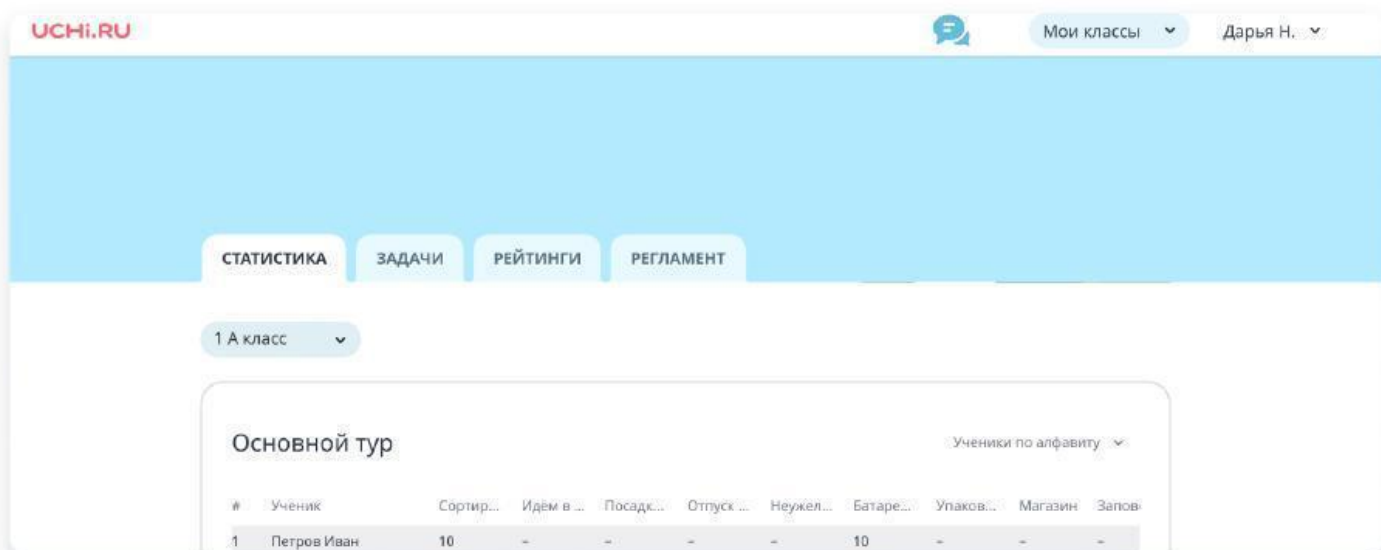 UCHi.RU Мои классы Дарья Н.
СТАТИСТИКА ЗАДАЧИ РЕЙТИНГИ РЕГЛАМЕНТ
1 А класс
Основной тур Ученики по алфавиту
# Ученик Сортир... Идём в ... Посадк... Отпуск ... Неужел... Батаре... Упаков... Магазин Запов
1 Петров Иван 10 – – – – 10 – – –